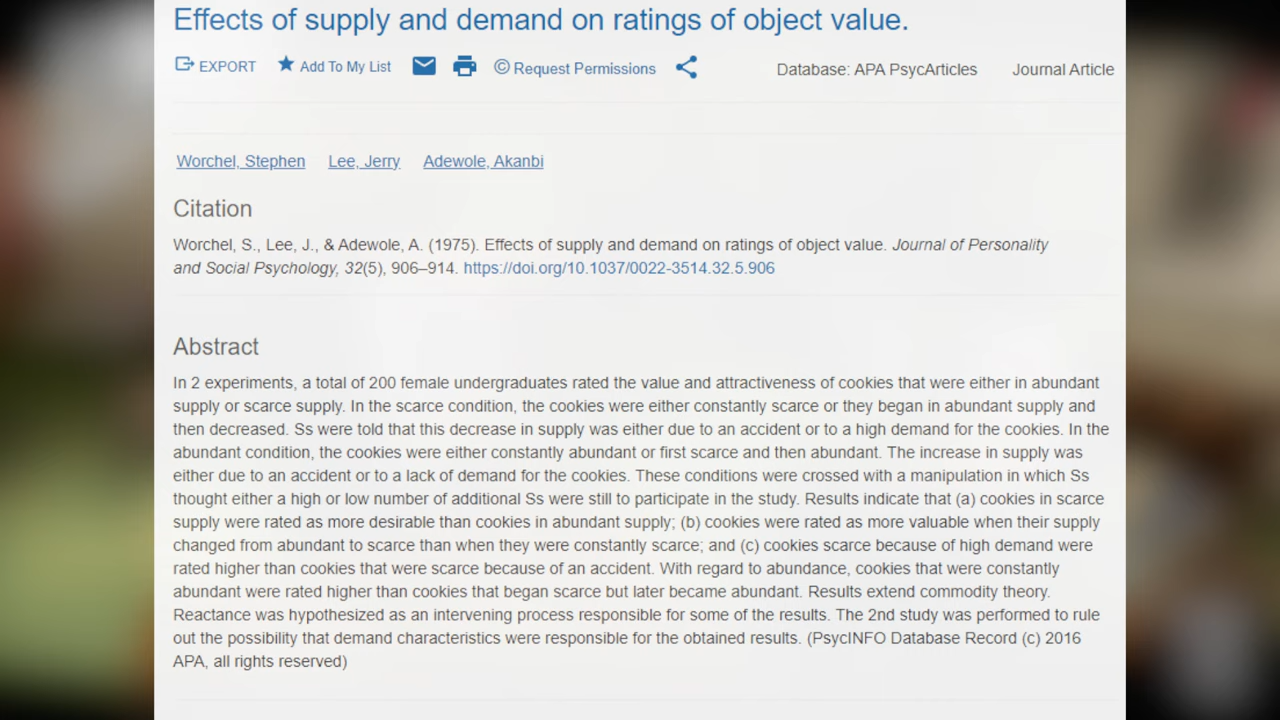 Effects of supply and demand on ratings of object value.
EXPORT Add To My List © Request Permissions Database: APA PsycArticles Journal Article
Worchel, Stephen Lee, Jerry Adewole, Akanbi
Citation
Worchel, S., Lee, J., & Adewole, A. (1975). Effects of supply and demand on ratings of object value. Journal of Personality
and Social Psychology, 32(5), 906–914. https://doi.org/10.1037/0022-3514.32.5.906
Abstract
In 2 experiments, a total of 200 female undergraduates rated the value and attractiveness of cookies that were either in abundant
supply or scarce supply. In the scarce condition, the cookies were either constantly scarce or they began in abundant supply and
then decreased. Ss were told that this decrease in supply was either due to an accident or to a high demand for the cookies. In the
abundant condition, the cookies were either constantly abundant or first scarce and then abundant. The increase in supply was
either due to an accident or to a lack of demand for the cookies. These conditions were crossed with a manipulation in which Ss
thought either a high or low number of additional Ss were still to participate in the study. Results indicate that (a) cookies in scarce
supply were rated as more desirable than cookies in abundant supply; (b) cookies were rated as more valuable when their supply
changed from abundant to scarce than when they were constantly scarce; and (c) cookies scarce because of high demand were
rated higher than cookies that were scarce because of an accident. With regard to abundance, cookies that were constantly
abundant were rated higher than cookies that began scarce but later became abundant. Results extend commodity theory.
Reactance was hypothesized as an intervening process responsible for some of the results. The 2nd study was performed to rule
out the possibility that demand characteristics were responsible for the obtained results. (PsycINFO Database Record (c) 2016
APA, all rights reserved)